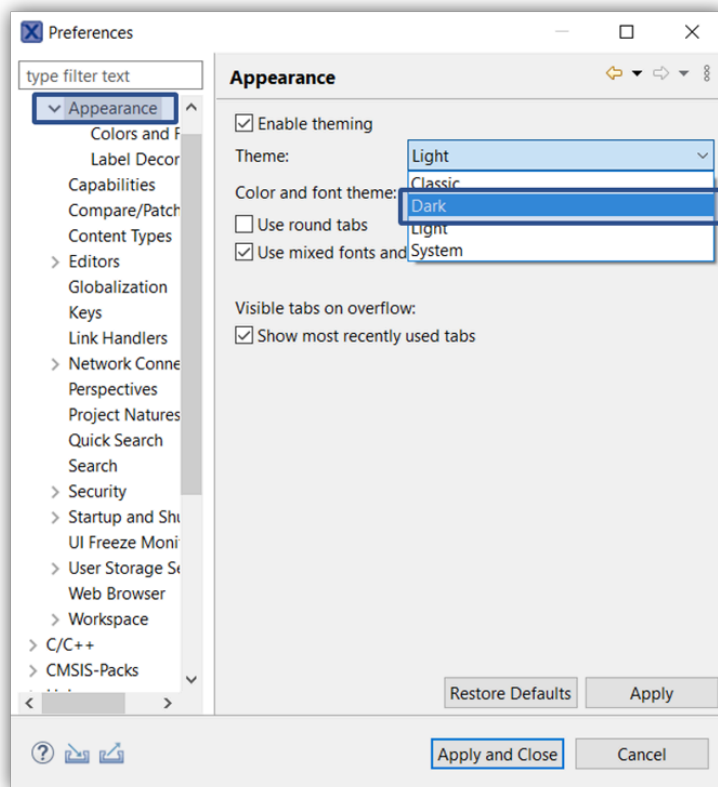 Preferences
type filter text
Appearance
Colors and F
Label Decor
Capabilities
Compare/Patch
Content Types
Editors
Globalization
Keys
Link Handlers
Network Conne
Perspectives
Project Natures
Quick Search
Search
Security
Startup and Shu
UI Freeze Moni
User Storage Se
Web Browser
Workspace
C/C++
CMSIS-Packs
Appearance
Enable theming
Theme: Light
Classic
Color and font theme: Dark
Use round tabs Light
Use mixed fonts and System
Visible tabs on overflow:
Show most recently used tabs
Restore Defaults Apply
? Apply and Close Cancel